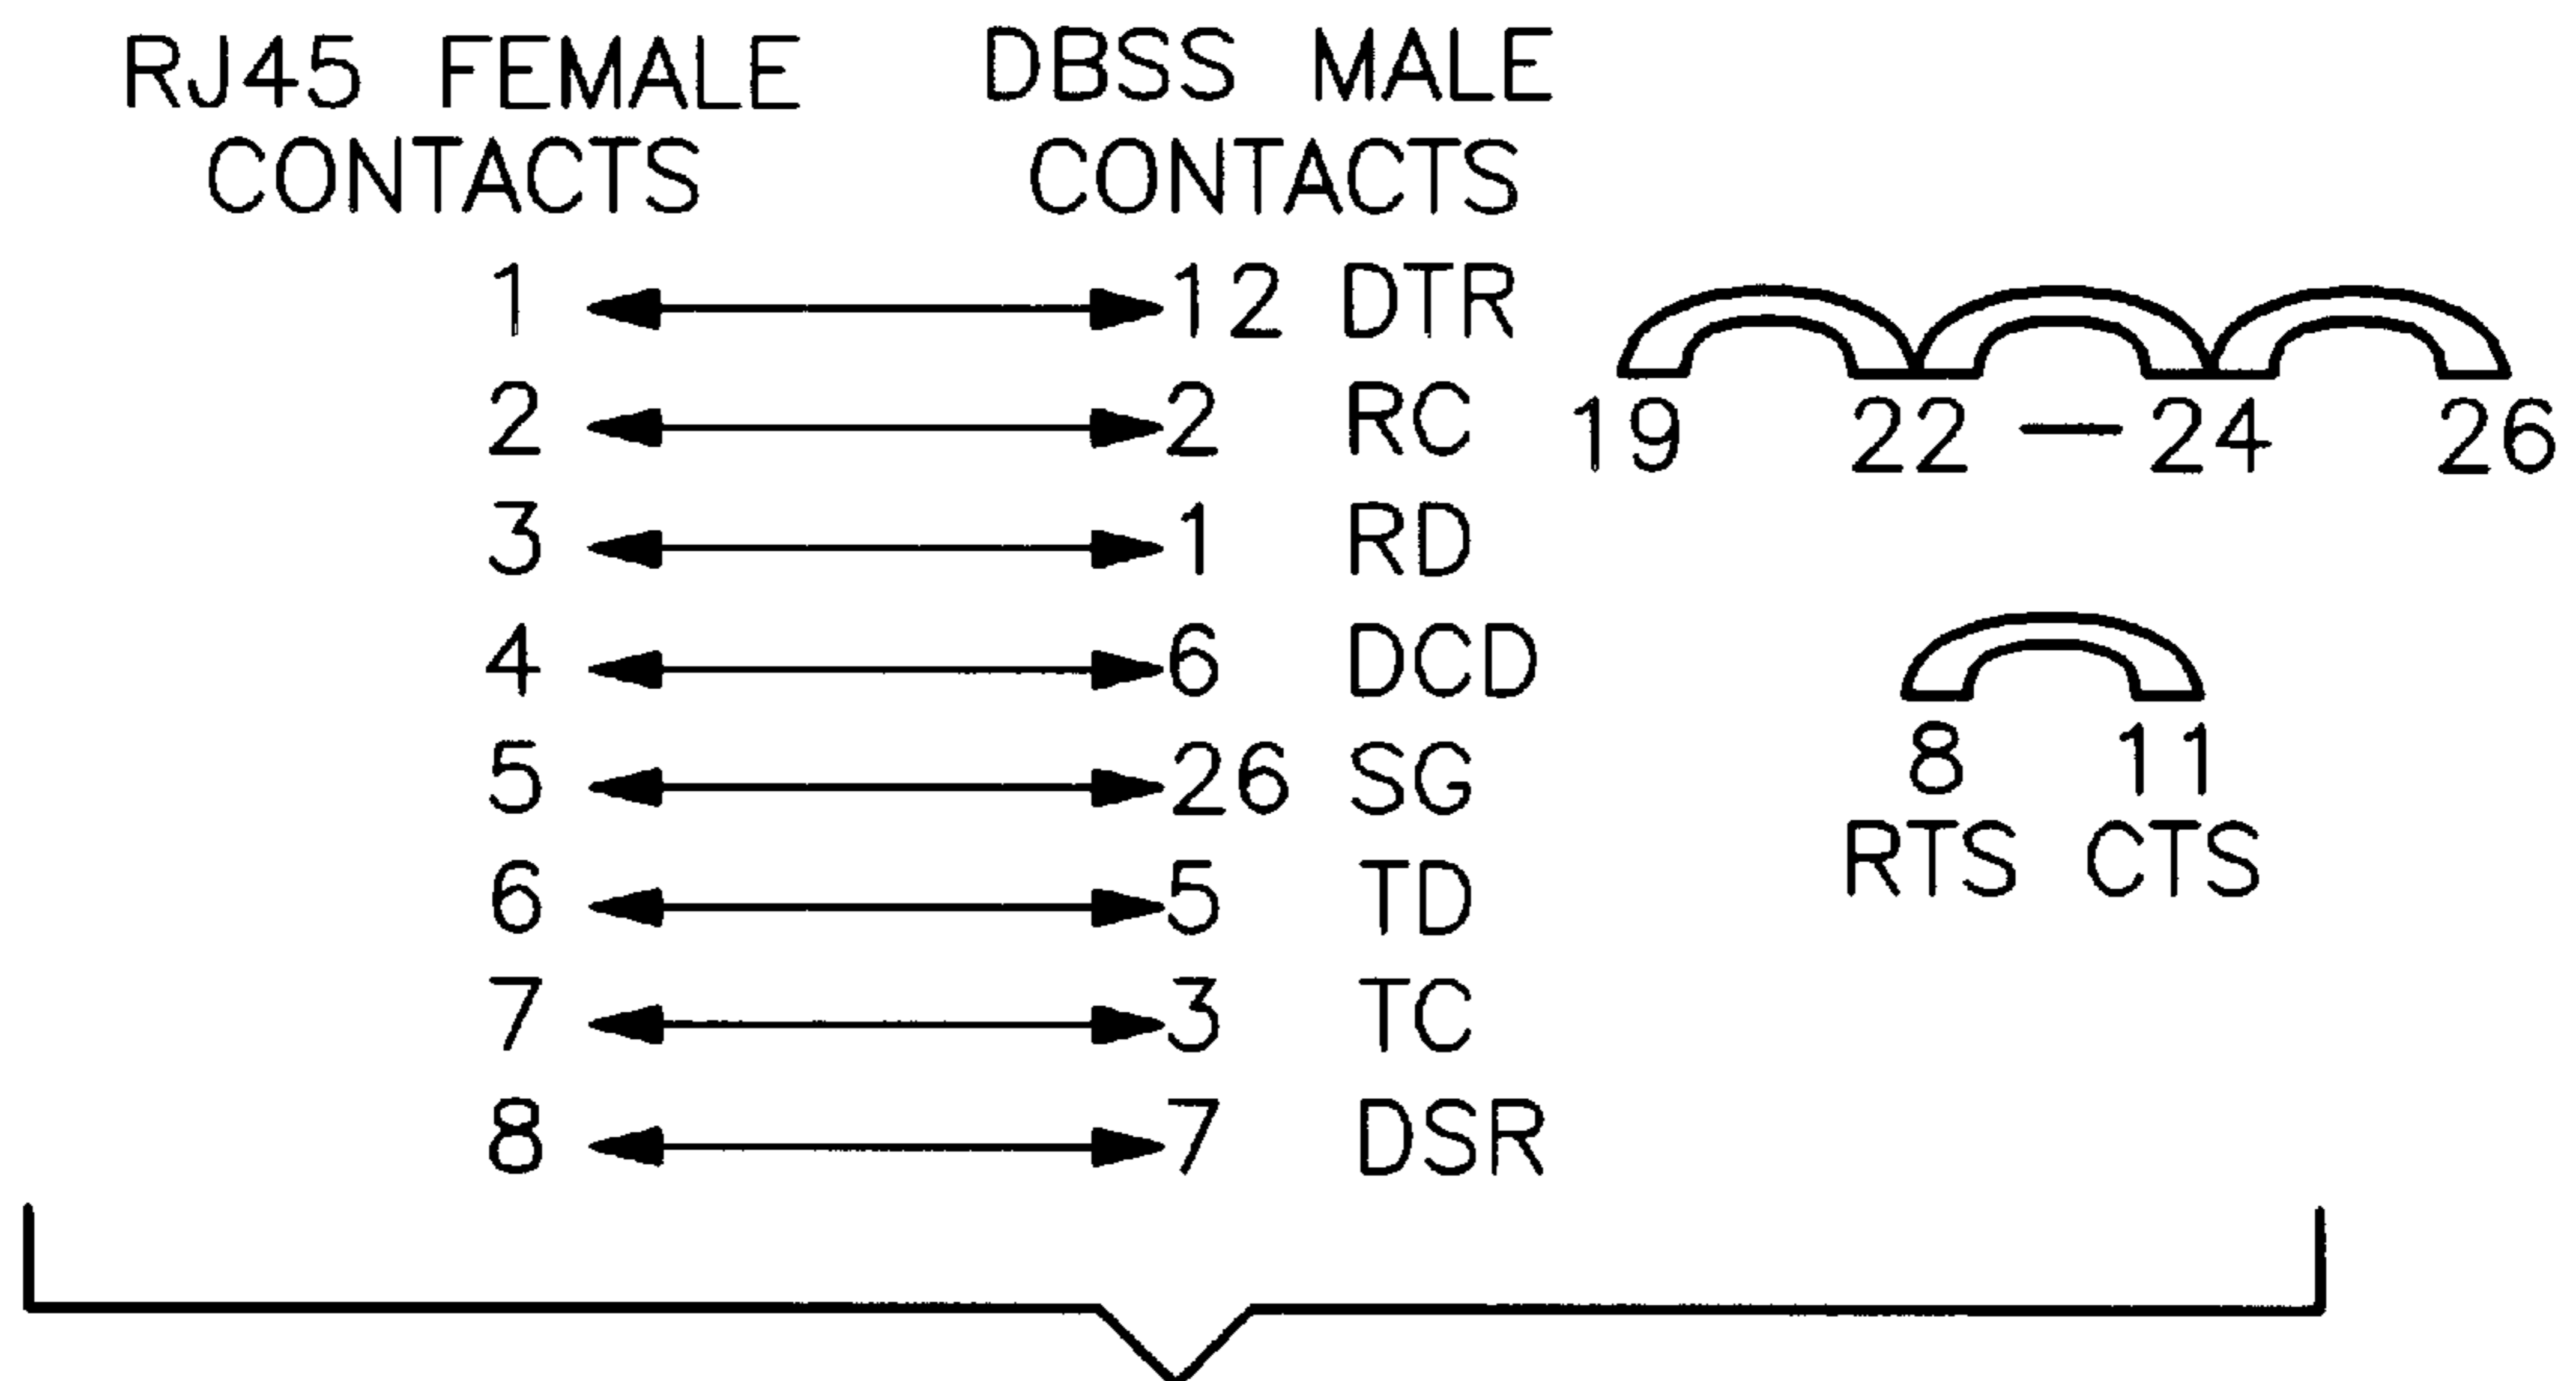 RJ45 FEMALE CONTACTS
DBSS MALE CONTACTS
1 12 DTR
2 2 RC
3 1 RD
4 6 DCD
5 26 SG
6 5 TD
7 3 TC
8 7 DSR
19 22 — 24 26
8 11
RTS CTS